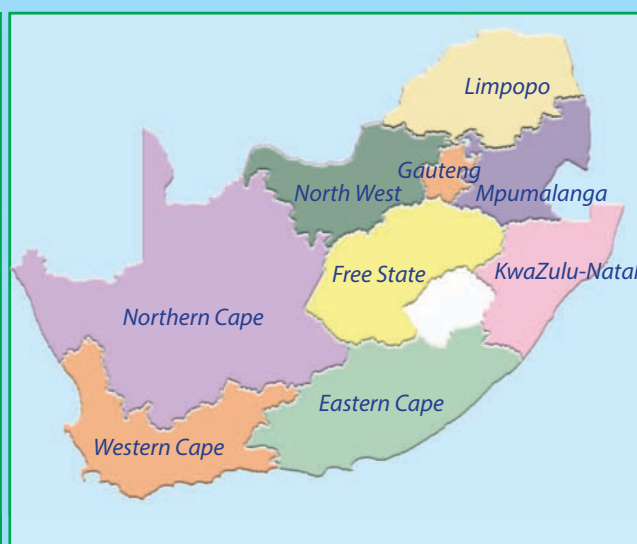 Limpopo
Gauteng
North West
Mpumalanga
Free State
KwaZulu-Natal
Northern Cape
Eastern Cape
Western Cape